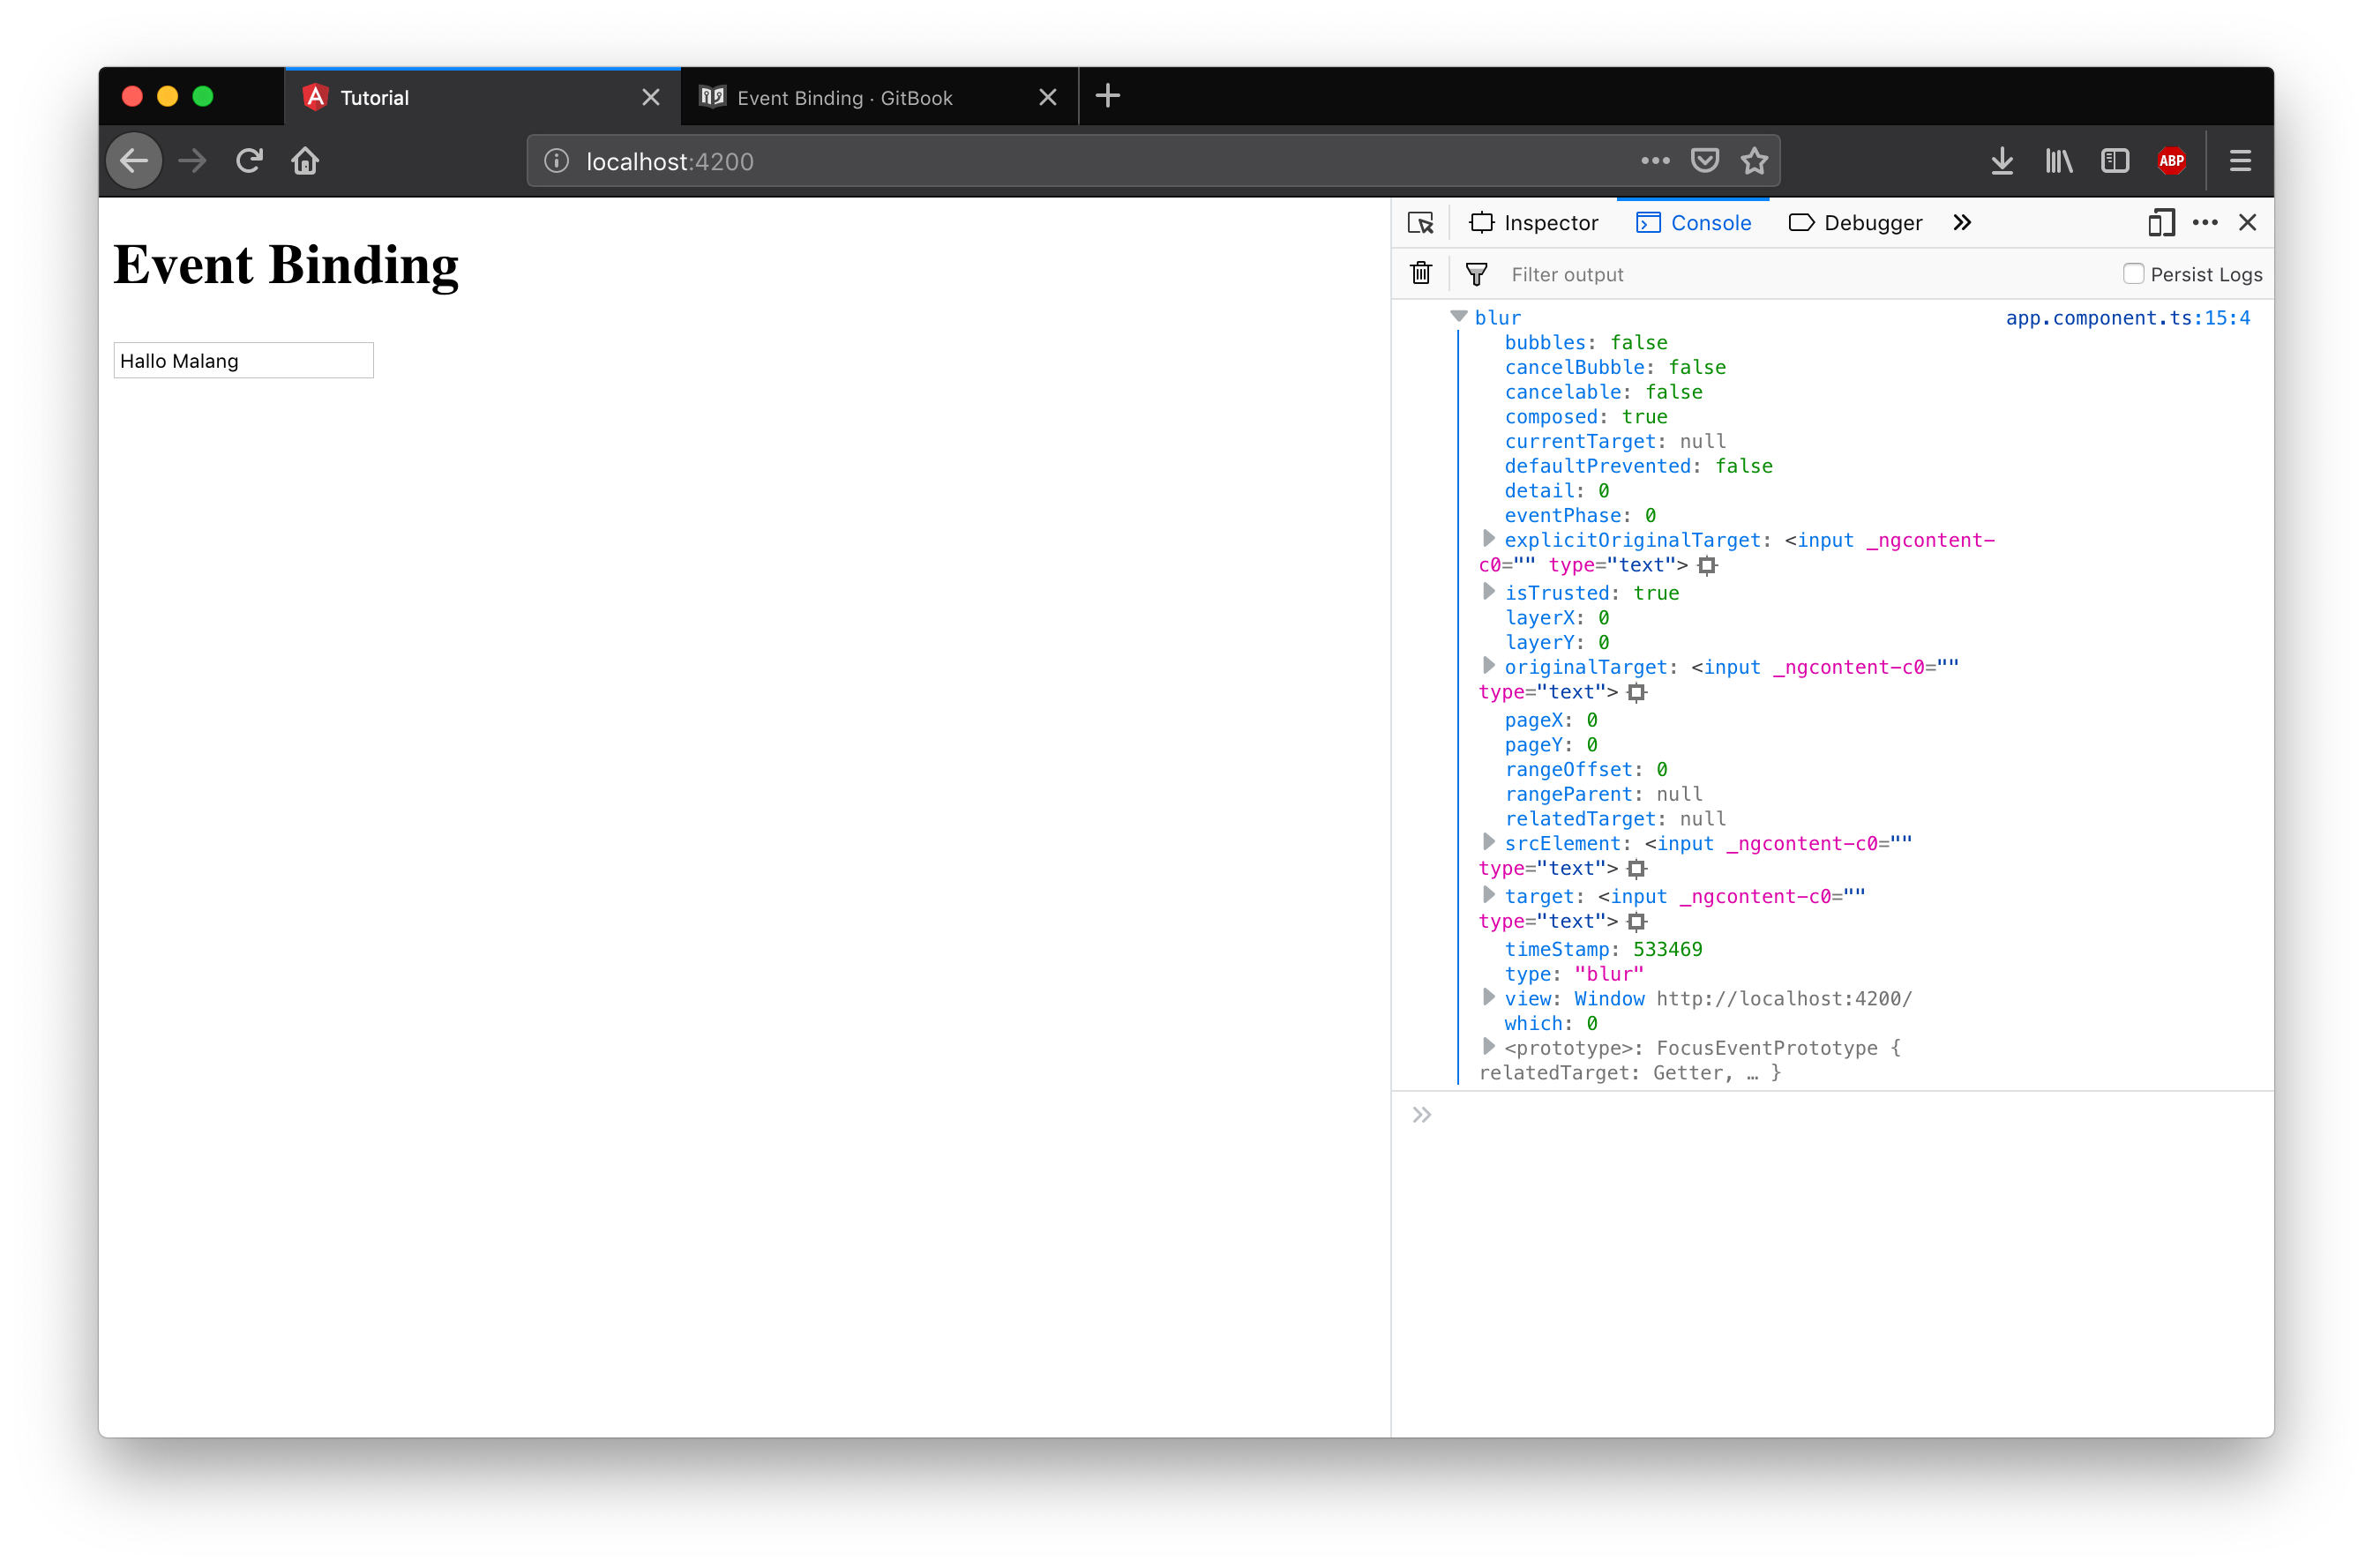 Tutorial
Event Binding · GitBook
localhost:4200
ABP
Event Binding
Hallo Malang
Inspector
Console
Debugger
Filter output
Persist Logs
blur app.component.ts:15:4
bubbles: false
cancelBubble: false
cancelable: false
composed: true
currentTarget: null
defaultPrevented: false
detail: 0
eventPhase: 0
explicitOriginalTarget: <input _ngcontent-
c0="" type="text">
isTrusted: true
layerX: 0
layerY: 0
originalTarget: <input _ngcontent-c0=""
type="text">
pageX: 0
pageY: 0
rangeOffset: 0
rangeParent: null
relatedTarget: null
srcElement: <input _ngcontent-c0=""
type="text">
target: <input _ngcontent-c0=""
type="text">
timeStamp: 533469
type: "blur"
view: Window http://localhost:4200/
which: 0
<prototype>: FocusEventPrototype {
relatedTarget: Getter, … }